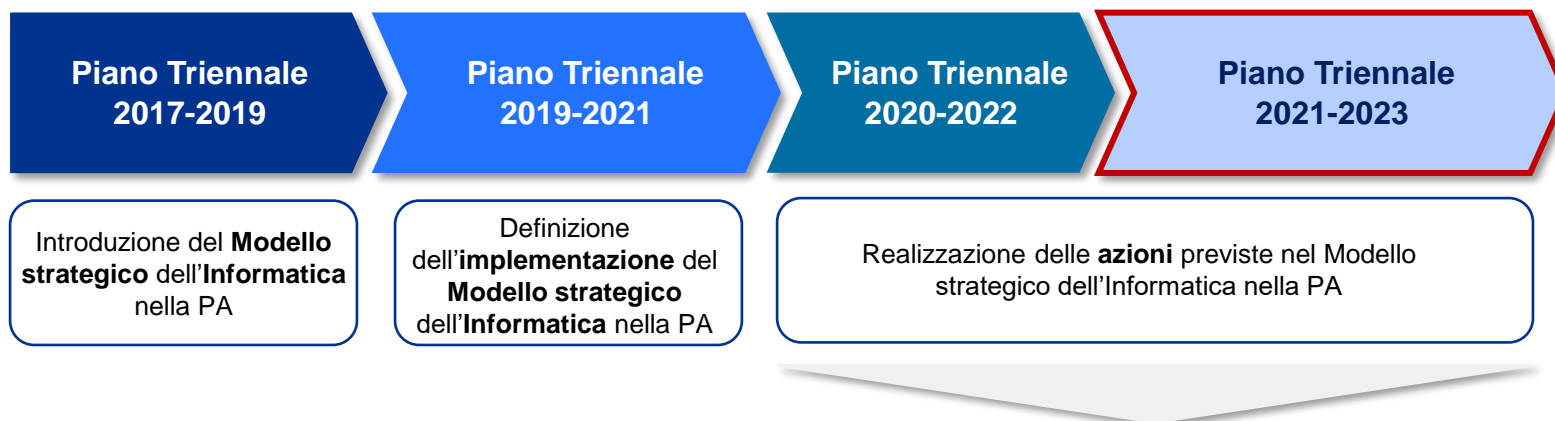 Piano Triennale
2017-2019
Piano Triennale
2019-2021
Piano Triennale
2020-2022
Piano Triennale
2021-2023
Introduzione del Modello
strategico dell’Informatica
nella PA
Definizione
dell’implementazione del
Modello strategico
dell’Informatica nella PA
Realizzazione delle azioni previste nel Modello
strategico dell’Informatica nella PA